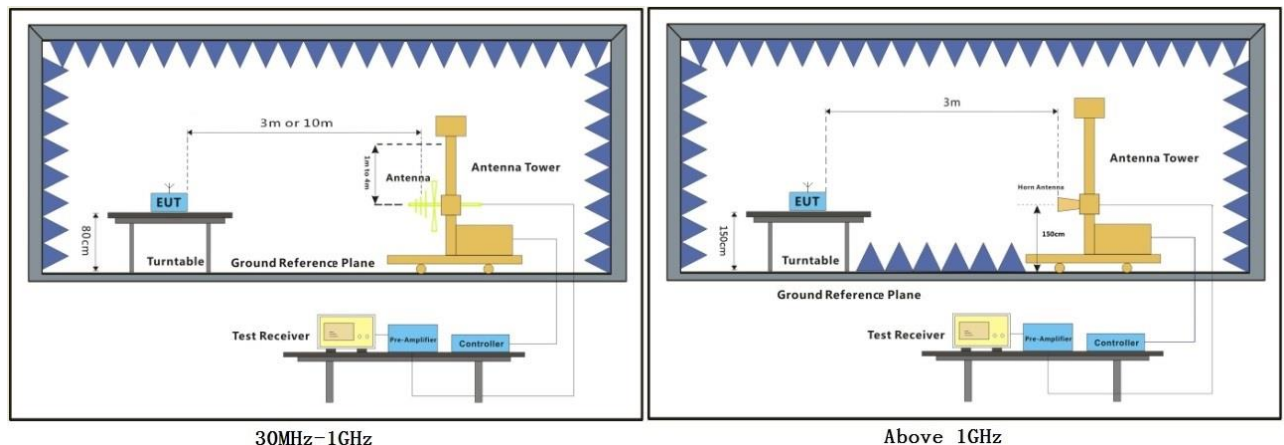 3m or 10m
1m to 4m
Antenna
Antenna Tower
EUT
80cm
Turntable
Ground Reference Plane
Test Receiver
Pre-Amplifier
Controller
30MHz-1GHz
3m
Antenna Tower
Horn Antenna
EUT
150cm
150cm
Turntable
Ground Reference Plane
Test Receiver
Pre-Amplifier
Controller
Above 1GHz